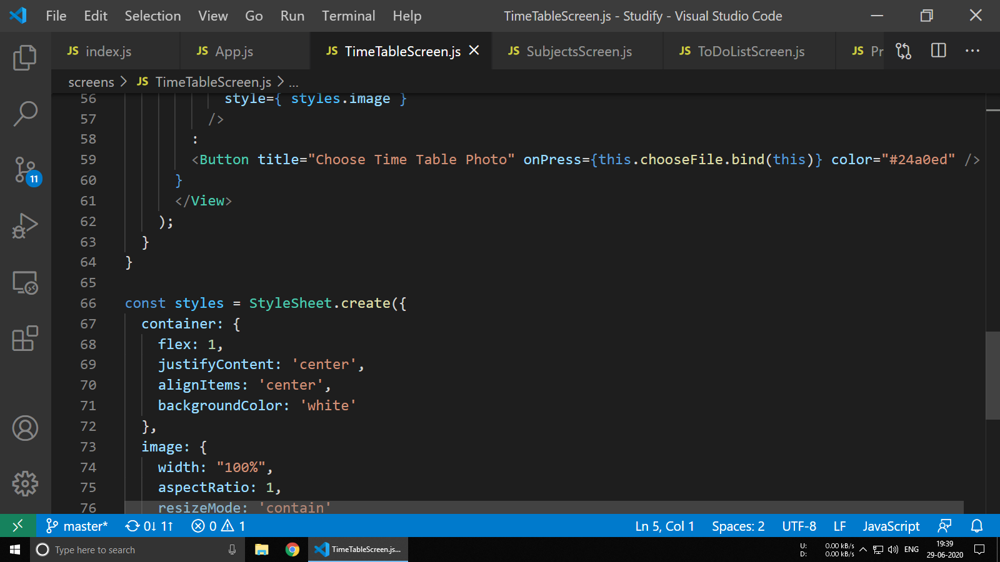 File Edit Selection View Go Run Terminal Help TimeTableScreen.js - Studify - Visual Studio Code
JS index.js JS App.js JS TimeTableScreen.js JS SubjectsScreen.js JS ToDoListScreen.js JS Pr
screens > JS TimeTableScreen.js > ...
56 style={ styles.image }
57 />
58 :
59 <Button title="Choose Time Table Photo" onPress={this.chooseFile.bind(this)} color="#24a0ed" />
60 }
61 </View>
62 );
63 }
64 }
65
66 const styles = StyleSheet.create({
67 container: {
68 flex: 1,
69 justifyContent: 'center',
70 alignItems: 'center',
71 backgroundColor: 'white'
72 },
73 image: {
74 width: "100%",
75 aspectRatio: 1,
76 resizeMode: 'contain'
11
master* 0↓ 1↑ 0 1 Ln 5, Col 1 Spaces: 2 UTF-8 LF JavaScript
Type here to search TimeTableScreen.js... U: 0.00 kB/s ENG 19:39
D: 0.00 kB/s 29-06-2020